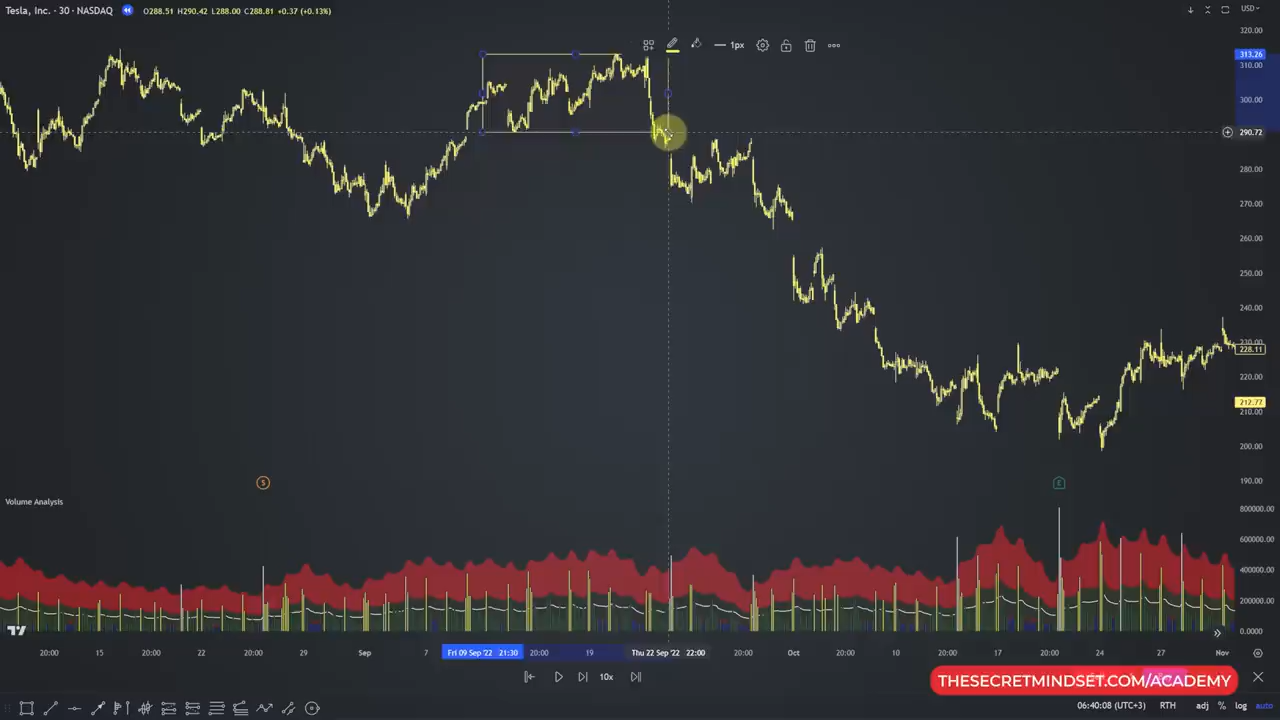 Tesla, Inc. · 30 · NASDAQ O288.51 H290.42 L288.00 C288.81 +0.37 (+0.13%)
USD
1px
320.00
313.26
310.00
300.00
290.72
280.00
270.00
260.00
250.00
240.00
230.00
228.11
220.00
212.77
210.00
200.00
190.00
S
E
Volume Analysis
800000.00
600000.00
400000.00
200000.00
0.0000
20:00 15 20:00 22 20:00 29 Sep 7 Fri 09 Sep '22 21:30 20:00 19 Thu 22 Sep '22 22:00 20:00 Oct 20:00 10 20:00 17 20:00 24 27 Nov
10x
THESECRETMINDSET.COM/ACADEMY
06:40:08 (UTC+3) RTH adj % log auto